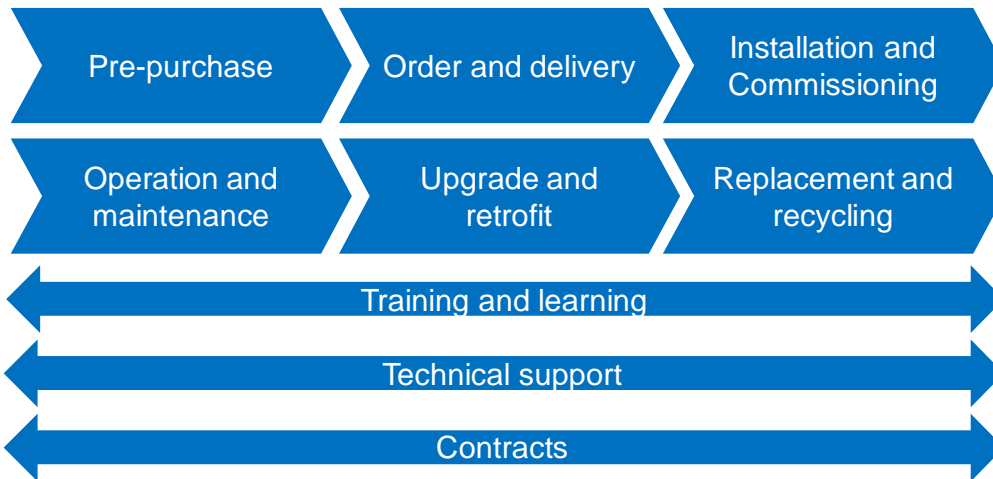 Pre-purchase
Order and delivery
Installation and
Commissioning
Operation and
maintenance
Upgrade and
retrofit
Replacement and
recycling
Training and learning
Technical support
Contracts